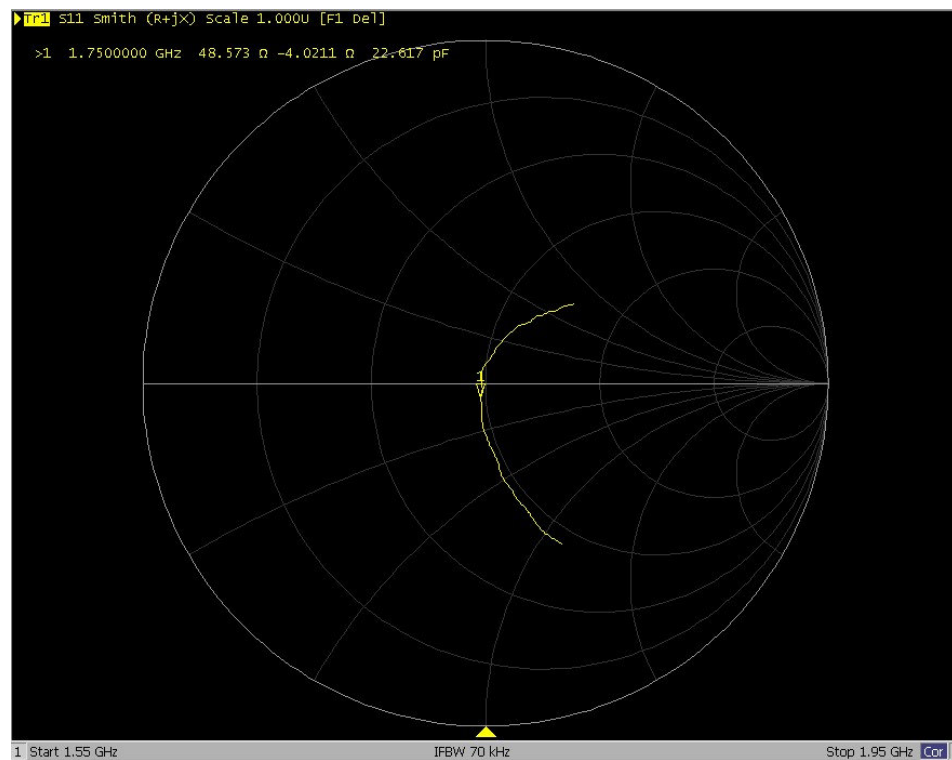 Tr1 S11 Smith (R+jX) Scale 1.000U [F1 Del]
>1 1.7500000 GHz 48.573 Ω -4.0211 Ω 22.617 pF
1
1 Start 1.55 GHz IFBW 70 kHz Stop 1.95 GHz Cor